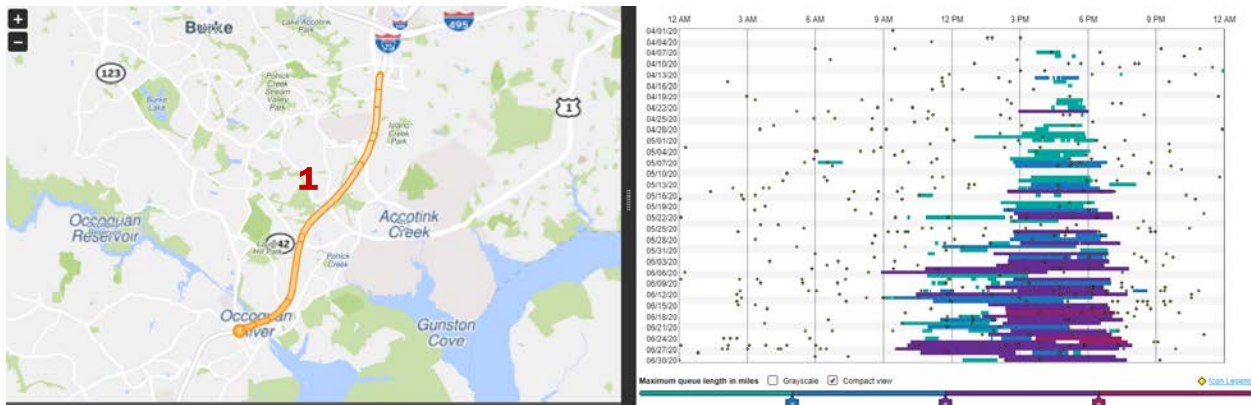 +
−
Burke
Lake Accotink
Park
495
95
123
Burke
Lake
Pohick
Creek
Stream
Valley
Park
Island
Creek
Park
1
1
Occoquan
Reservoir
Accotink
Creek
42
Pohick
Creek
Occoquan
River
Gunston
Cove
12 AM 3 AM 6 AM 9 AM 12 PM 3 PM 6 PM 9 PM 12 AM
04/01/20
04/04/20
04/07/20
04/10/20
04/13/20
04/16/20
04/19/20
04/22/20
04/25/20
04/28/20
05/01/20
05/04/20
05/07/20
05/10/20
05/13/20
05/16/20
05/19/20
05/22/20
05/25/20
05/28/20
05/31/20
06/03/20
06/06/20
06/09/20
06/12/20
06/15/20
06/18/20
06/21/20
06/24/20
06/27/20
06/30/20
Maximum queue length in miles Grayscale Compact view Icon Legend